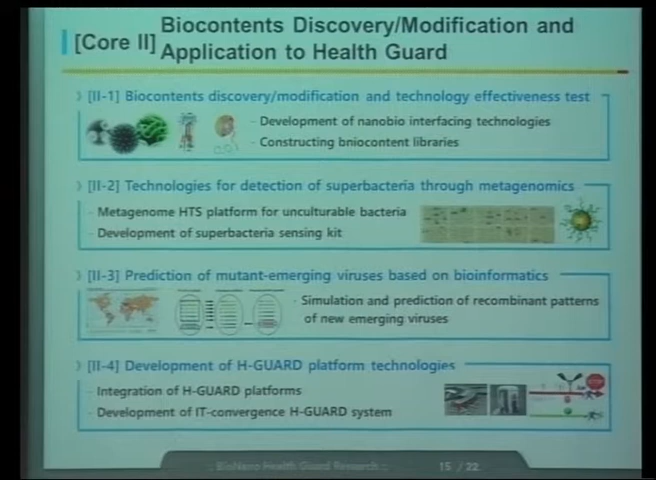 [Core II] Biocontents Discovery/Modification and
Application to Health Guard
[II-1] Biocontents discovery/modification and technology effectiveness test
- Development of nanobio interfacing technologies
- Constructing bniocontent libraries
[II-2] Technologies for detection of superbacteria through metagenomics
- Metagenome HTS platform for unculturable bacteria
- Development of superbacteria sensing kit
[II-3] Prediction of mutant-emerging viruses based on bioinformatics
- Simulation and prediction of recombinant patterns
of new emerging viruses
[II-4] Development of H-GUARD platform technologies
- Integration of H-GUARD platforms
- Development of IT-convergence H-GUARD system
:: BioNano Health Guard Research ::
15 / 22